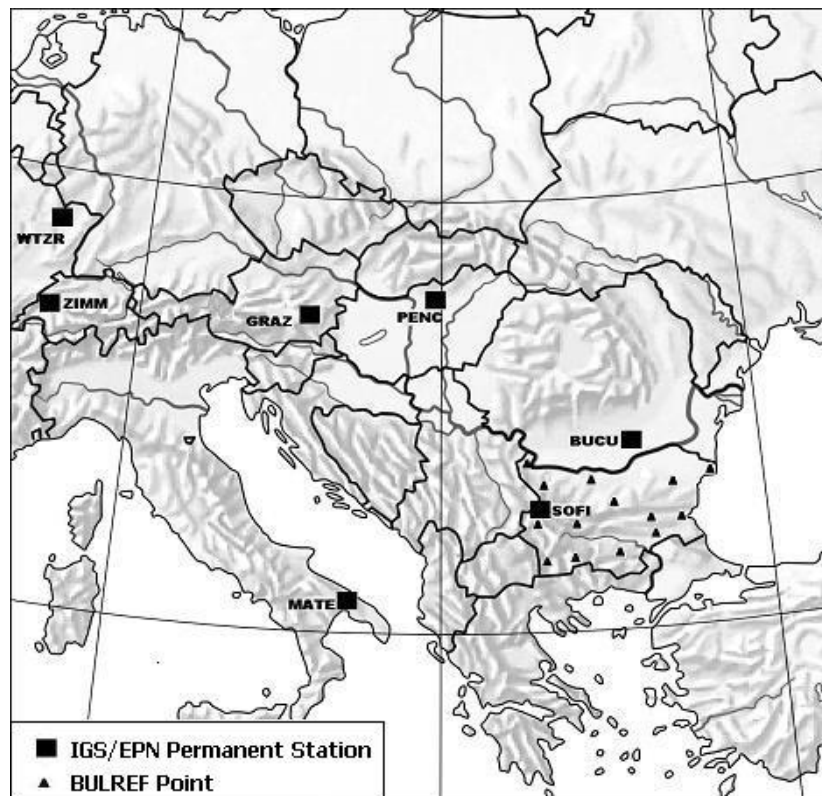 WTZR
ZIMM
GRAZ
PENC
BUCU
SOFI
MATE
IGS/EPN Permanent Station
BULREF Point